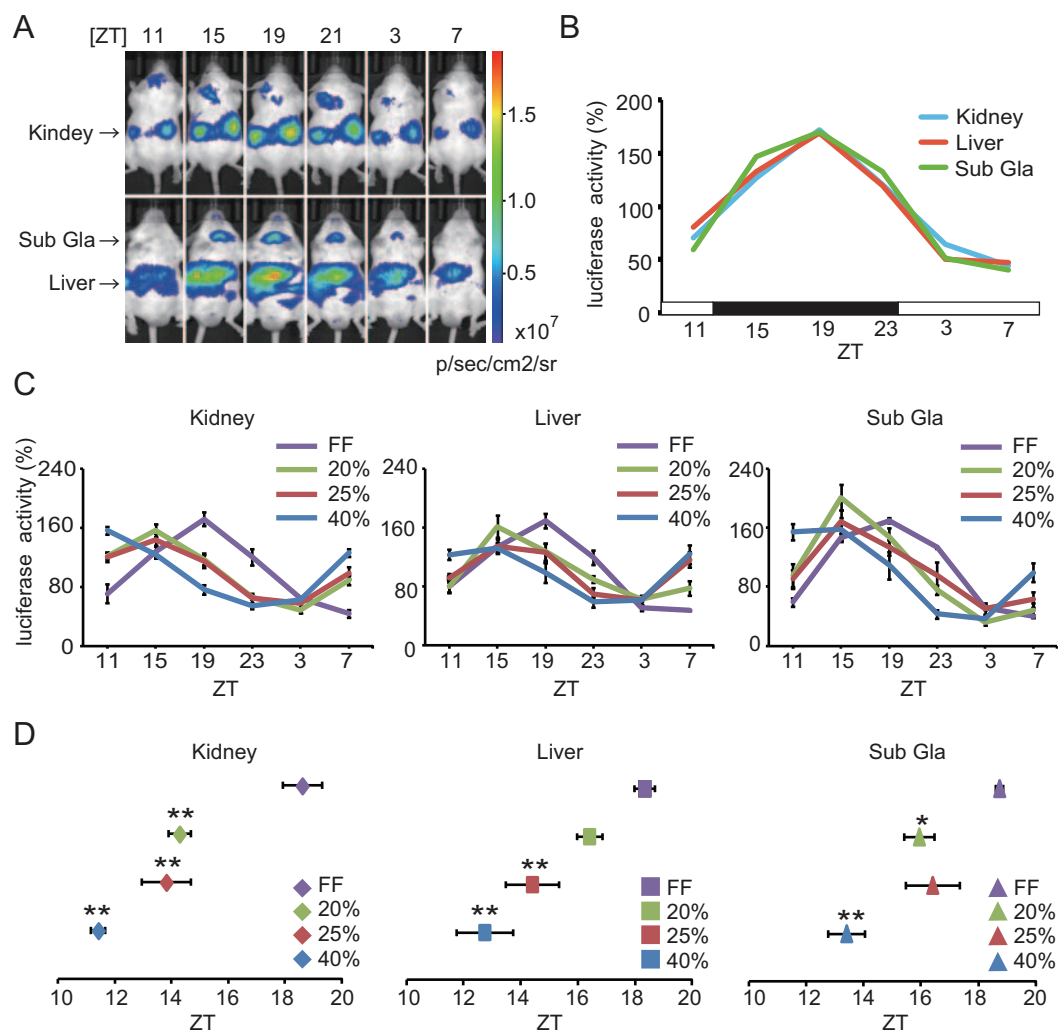 A
[ZT] 11 15 19 21 3 7
Kindey →
Sub Gla →
Liver →
1.5
1.0
0.5
x10⁷
p/sec/cm2/sr
B
luciferase activity (%)
200
150
100
50
0
Kidney
Liver
Sub Gla
11 15 19 23 3 7
ZT
C
Kidney
luciferase activity (%)
240
160
80
0
FF
20%
25%
40%
11 15 19 23 3 7
ZT
Liver
240
160
80
0
FF
20%
25%
40%
11 15 19 23 3 7
ZT
Sub Gla
240
160
80
0
FF
20%
25%
40%
11 15 19 23 3 7
ZT
D
Kidney
**
**
**
FF
20%
25%
40%
10 12 14 16 18 20
ZT
Liver
**
**
FF
20%
25%
40%
10 12 14 16 18 20
ZT
Sub Gla
*
**
FF
20%
25%
40%
10 12 14 16 18 20
ZT